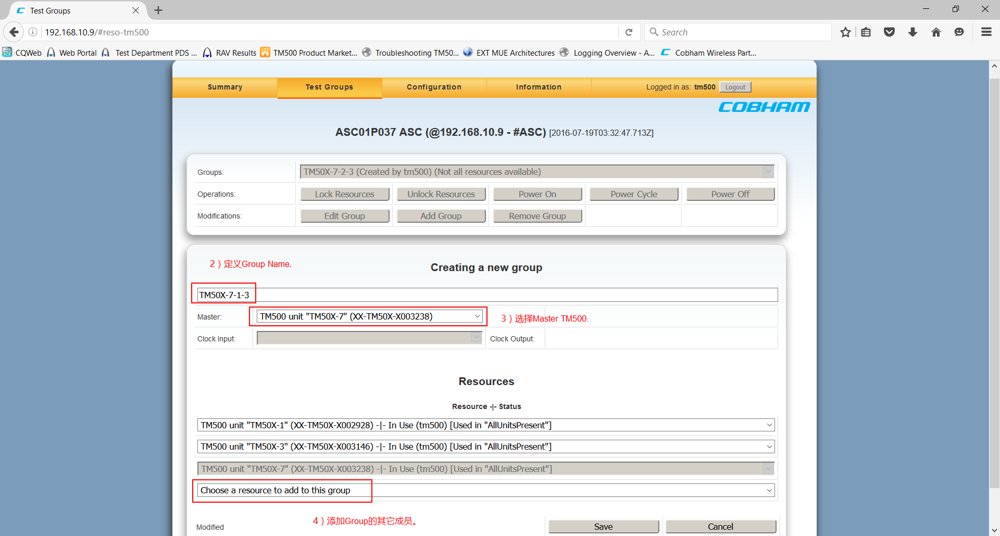 Test Groups
192.168.10.9/#reso-tm500
Search
CQWeb Web Portal Test Department PDS ... RAV Results TM500 Product Market... Troubleshooting TM50... EXT MUE Architectures Logging Overview - A... Cobham Wireless Part...
Summary Test Groups Configuration Information Logged in as: tm500 Logout
COBHAM
ASC01P037 ASC (@192.168.10.9 - #ASC) [2016-07-19T03:32:47.713Z]
Groups: TM50X-7-2-3 (Created by tm500) (Not all resources available)
Operations: Lock Resources Unlock Resources Power On Power Cycle Power Off
Modifications: Edit Group Add Group Remove Group
2）定义Group Name.
Creating a new group
TM50X-7-1-3
Master: TM500 unit "TM50X-7" (XX-TM50X-X003238) 3）选择Master TM500.
Clock Input: Clock Output:
Resources
Resource -|- Status
TM500 unit "TM50X-1" (XX-TM50X-X002928) -|- In Use (tm500) [Used in "AllUnitsPresent"]
TM500 unit "TM50X-3" (XX-TM50X-X003146) -|- In Use (tm500) [Used in "AllUnitsPresent"]
TM500 unit "TM50X-7" (XX-TM50X-X003238) -|- In Use (tm500) [Used in "AllUnitsPresent"]
Choose a resource to add to this group
4）添加Group的其它成员。
Modified Save Cancel